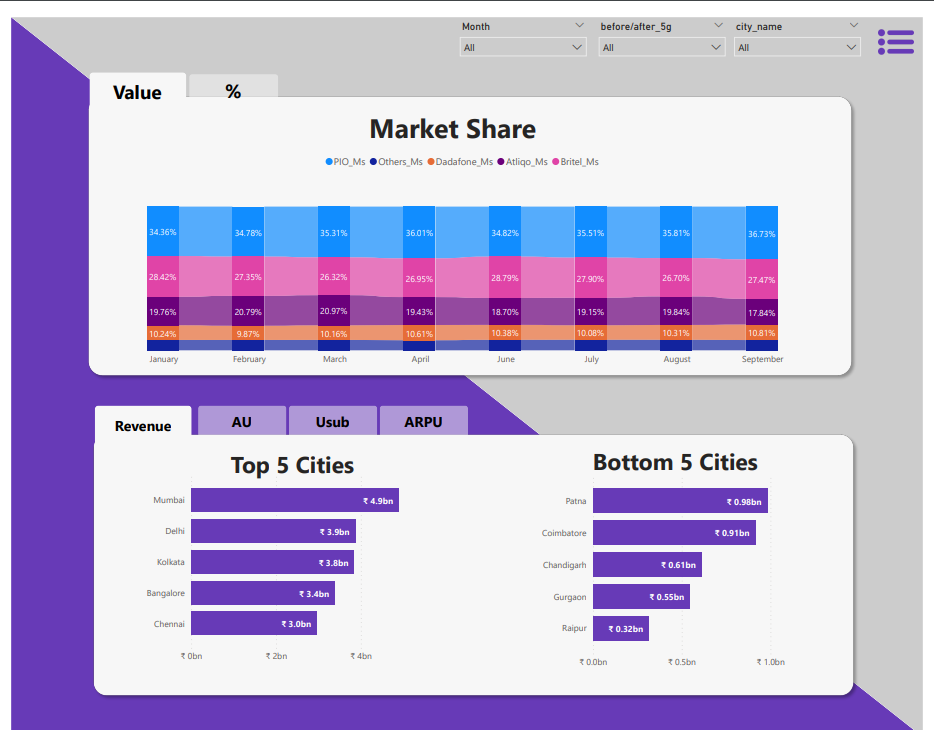 Month before/after_5g city_name
All All All
Value %
Market Share
PIO_Ms Others_Ms Dadafone_Ms Atliqo_Ms Britel_Ms
34.36% 34.78% 35.31% 36.01% 34.82% 35.51% 35.81% 36.73%
28.42% 27.35% 26.32% 26.95% 28.79% 27.90% 26.70% 27.47%
19.76% 20.79% 20.97% 19.43% 18.70% 19.15% 19.84% 17.84%
10.24% 9.87% 10.16% 10.61% 10.38% 10.08% 10.31% 10.81%
January February March April June July August September
Revenue AU Usub ARPU
Top 5 Cities
Mumbai ₹ 4.9bn
Delhi ₹ 3.9bn
Kolkata ₹ 3.8bn
Bangalore ₹ 3.4bn
Chennai ₹ 3.0bn
₹ 0bn ₹ 2bn ₹ 4bn
Bottom 5 Cities
Patna ₹ 0.98bn
Coimbatore ₹ 0.91bn
Chandigarh ₹ 0.61bn
Gurgaon ₹ 0.55bn
Raipur ₹ 0.32bn
₹ 0.0bn ₹ 0.5bn ₹ 1.0bn